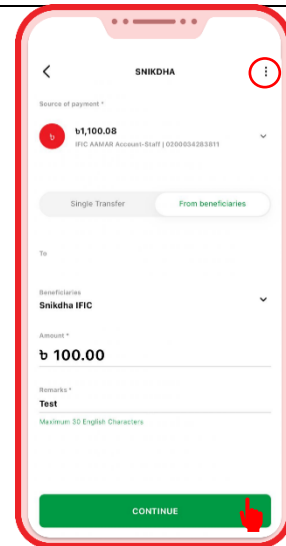 SNIKDHA
Source of payment *
৳
৳1,100.08
IFIC AAMAR Account-Staff | 0200034283811
Single Transfer
From beneficiaries
To
Beneficiaries
Snikdha IFIC
Amount *
৳ 100.00
Remarks *
Test
Maximum 30 English Characters
CONTINUE